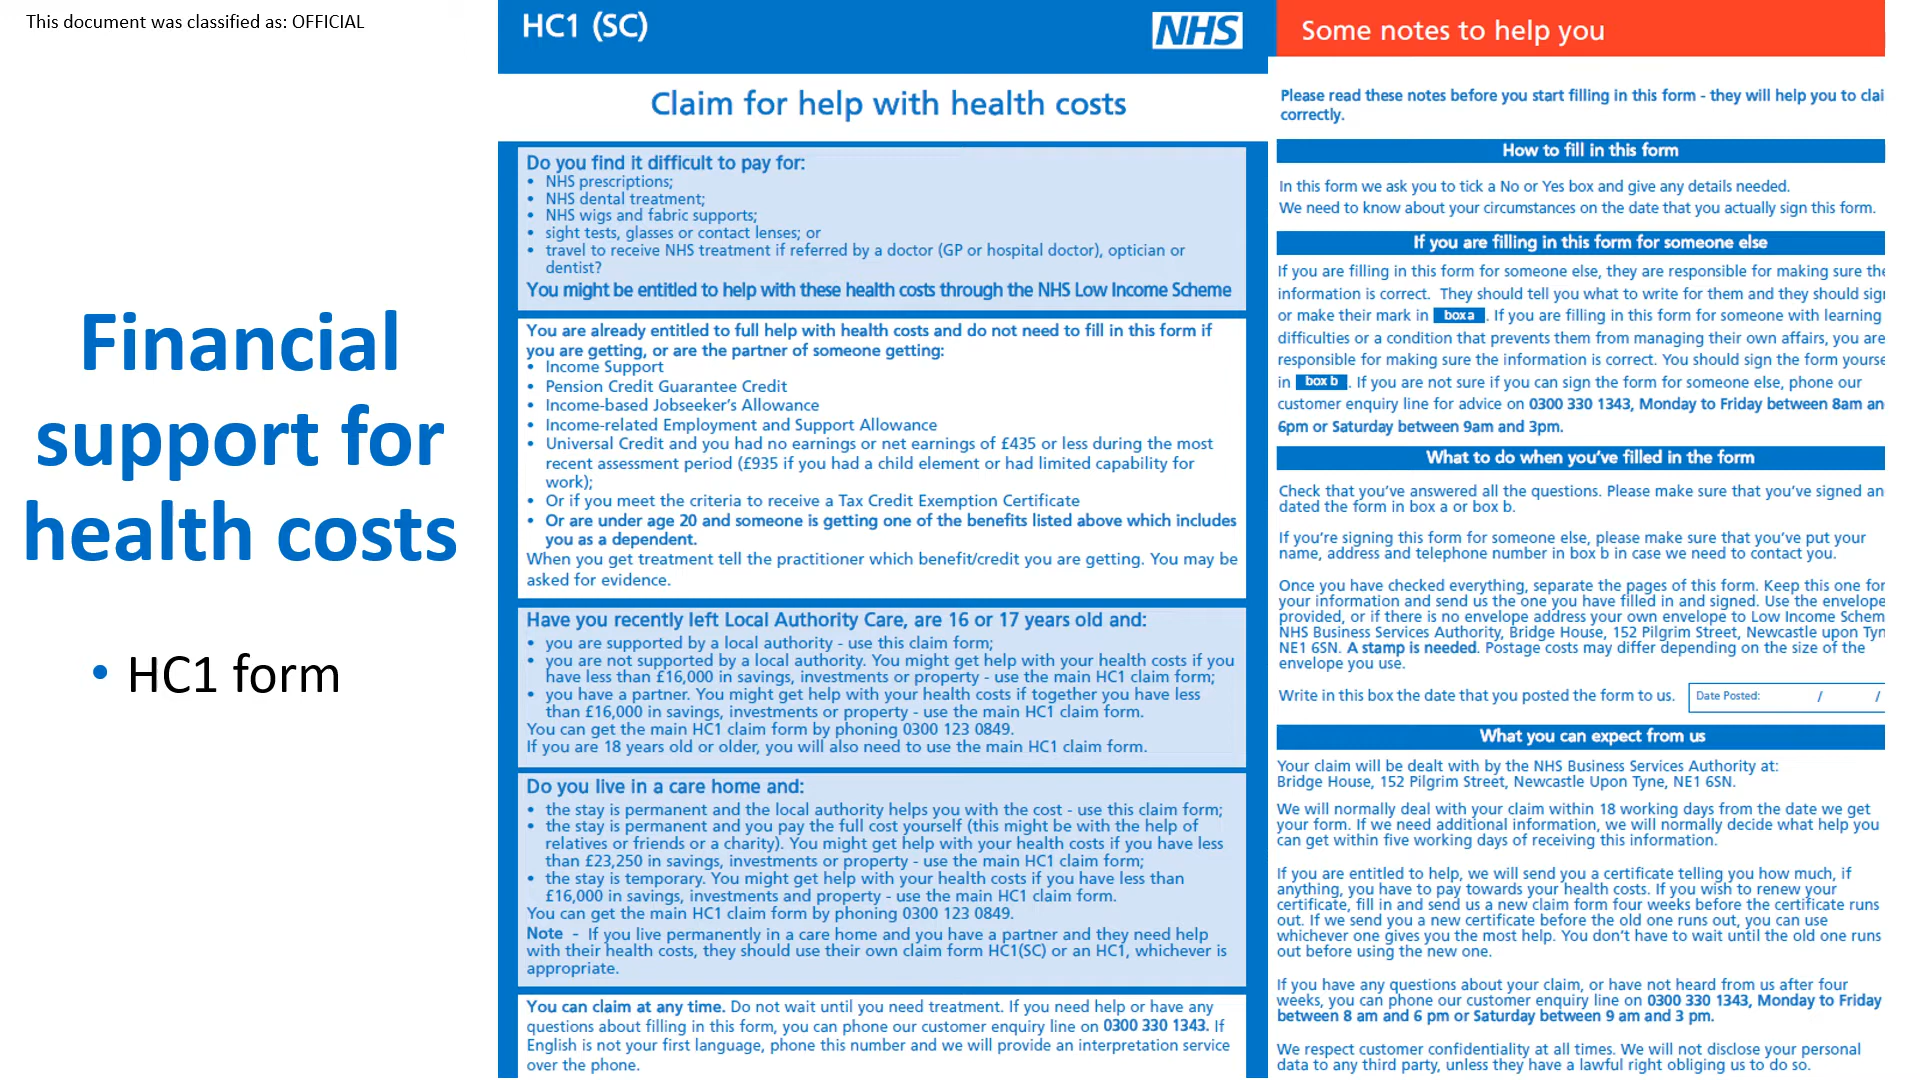 This document was classified as: OFFICIAL
Financial
support for
health costs
• HC1 form
HC1 (SC)
NHS
Claim for help with health costs
Do you find it difficult to pay for:
• NHS prescriptions;
• NHS dental treatment;
• NHS wigs and fabric supports;
• sight tests, glasses or contact lenses; or
• travel to receive NHS treatment if referred by a doctor (GP or hospital doctor), optician or
dentist?
You might be entitled to help with these health costs through the NHS Low Income Scheme
You are already entitled to full help with health costs and do not need to fill in this form if
you are getting, or are the partner of someone getting:
• Income Support
• Pension Credit Guarantee Credit
• Income-based Jobseeker's Allowance
• Income-related Employment and Support Allowance
• Universal Credit and you had no earnings or net earnings of £435 or less during the most
recent assessment period (£935 if you had a child element or had limited capability for
work);
• Or if you meet the criteria to receive a Tax Credit Exemption Certificate
• Or are under age 20 and someone is getting one of the benefits listed above which includes
you as a dependent.
When you get treatment tell the practitioner which benefit/credit you are getting. You may be
asked for evidence.
Have you recently left Local Authority Care, are 16 or 17 years old and:
• you are supported by a local authority - use this claim form;
• you are not supported by a local authority. You might get help with your health costs if you
have less than £16,000 in savings, investments or property - use the main HC1 claim form;
• you have a partner. You might get help with your health costs if together you have less
than £16,000 in savings, investments or property - use the main HC1 claim form.
You can get the main HC1 claim form by phoning 0300 123 0849.
If you are 18 years old or older, you will also need to use the main HC1 claim form.
Do you live in a care home and:
• the stay is permanent and the local authority helps you with the cost - use this claim form;
• the stay is permanent and you pay the full cost yourself (this might be with the help of
relatives or friends or a charity). You might get help with your health costs if you have less
than £23,250 in savings, investments or property - use the main HC1 claim form;
• the stay is temporary. You might get help with your health costs if you have less than
£16,000 in savings, investments and property - use the main HC1 claim form.
You can get the main HC1 claim form by phoning 0300 123 0849.
Note - If you live permanently in a care home and you have a partner and they need help
with their health costs, they should use their own claim form HC1(SC) or an HC1, whichever is
appropriate.
You can claim at any time. Do not wait until you need treatment. If you need help or have any
questions about filling in this form, you can phone our customer enquiry line on 0300 330 1343. If
English is not your first language, phone this number and we will provide an interpretation service
over the phone.
Some notes to help you
Please read these notes before you start filling in this form - they will help you to clai
correctly.
How to fill in this form
In this form we ask you to tick a No or Yes box and give any details needed.
We need to know about your circumstances on the date that you actually sign this form.
If you are filling in this form for someone else
If you are filling in this form for someone else, they are responsible for making sure the
information is correct. They should tell you what to write for them and they should sign
or make their mark in box a . If you are filling in this form for someone with learning
difficulties or a condition that prevents them from managing their own affairs, you are
responsible for making sure the information is correct. You should sign the form yourse
in box b . If you are not sure if you can sign the form for someone else, phone our
customer enquiry line for advice on 0300 330 1343, Monday to Friday between 8am an
6pm or Saturday between 9am and 3pm.
What to do when you've filled in the form
Check that you've answered all the questions. Please make sure that you've signed an
dated the form in box a or box b.
If you're signing this form for someone else, please make sure that you've put your
name, address and telephone number in box b in case we need to contact you.
Once you have checked everything, separate the pages of this form. Keep this one for
your information and send us the one you have filled in and signed. Use the envelope
provided, or if there is no envelope address your own envelope to Low Income Schem
NHS Business Services Authority, Bridge House, 152 Pilgrim Street, Newcastle upon Tyn
NE1 6SN. A stamp is needed. Postage costs may differ depending on the size of the
envelope you use.
Write in this box the date that you posted the form to us.
Date Posted: / /
What you can expect from us
Your claim will be dealt with by the NHS Business Services Authority at:
Bridge House, 152 Pilgrim Street, Newcastle Upon Tyne, NE1 6SN.
We will normally deal with your claim within 18 working days from the date we get
your form. If we need additional information, we will normally decide what help you
can get within five working days of receiving this information.
If you are entitled to help, we will send you a certificate telling you how much, if
anything, you have to pay towards your health costs. If you wish to renew your
certificate, fill in and send us a new claim form four weeks before the certificate runs
out. If we send you a new certificate before the old one runs out, you can use
whichever one gives you the most help. You don't have to wait until the old one runs
out before using the new one.
If you have any questions about your claim, or have not heard from us after four
weeks, you can phone our customer enquiry line on 0300 330 1343, Monday to Friday
between 8 am and 6 pm or Saturday between 9 am and 3 pm.
We respect customer confidentiality at all times. We will not disclose your personal
data to any third party, unless they have a lawful right obliging us to do so.